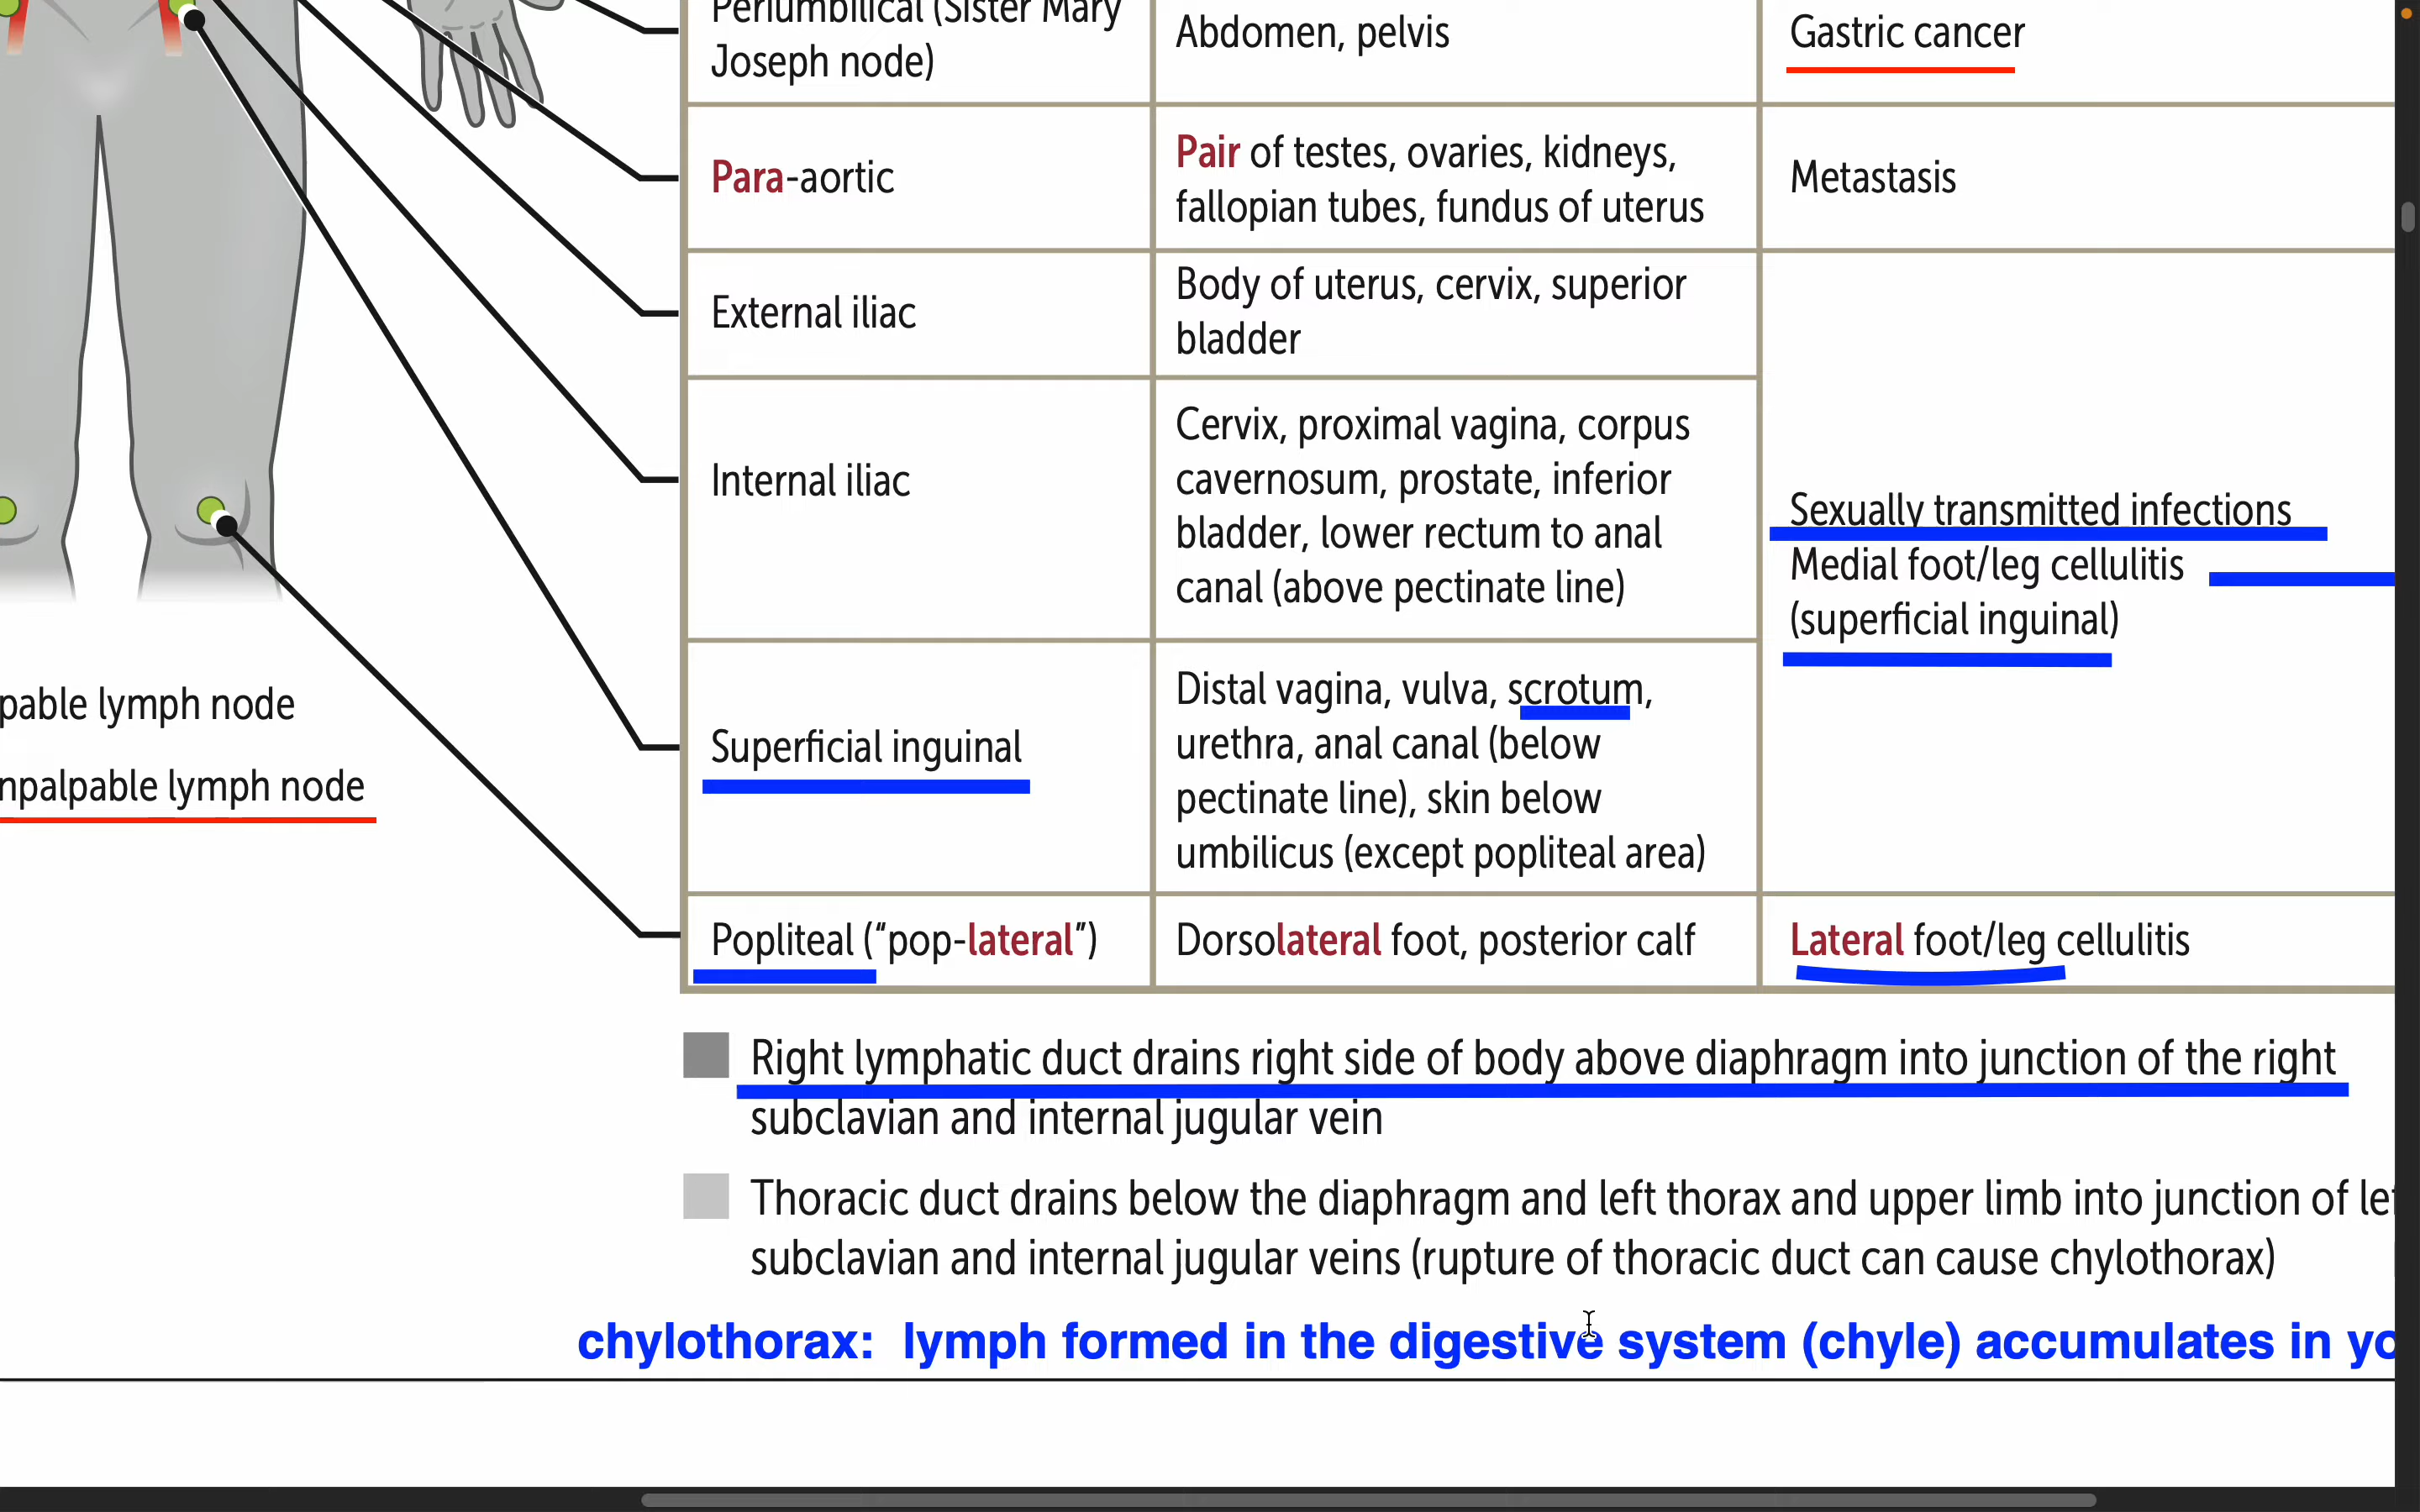 Periumbilical (Sister Mary
Joseph node)
Abdomen, pelvis
Gastric cancer
Para-aortic
Pair of testes, ovaries, kidneys,
fallopian tubes, fundus of uterus
Metastasis
External iliac
Body of uterus, cervix, superior
bladder
Internal iliac
Cervix, proximal vagina, corpus
cavernosum, prostate, inferior
bladder, lower rectum to anal
canal (above pectinate line)
Sexually transmitted infections
Medial foot/leg cellulitis
(superficial inguinal)
Superficial inguinal
Distal vagina, vulva, scrotum,
urethra, anal canal (below
pectinate line), skin below
umbilicus (except popliteal area)
Popliteal (“pop-lateral”)
Dorsolateral foot, posterior calf
Lateral foot/leg cellulitis
pable lymph node
npalpable lymph node
Right lymphatic duct drains right side of body above diaphragm into junction of the right
subclavian and internal jugular vein
Thoracic duct drains below the diaphragm and left thorax and upper limb into junction of le
subclavian and internal jugular veins (rupture of thoracic duct can cause chylothorax)
chylothorax: lymph formed in the digestive system (chyle) accumulates in yo